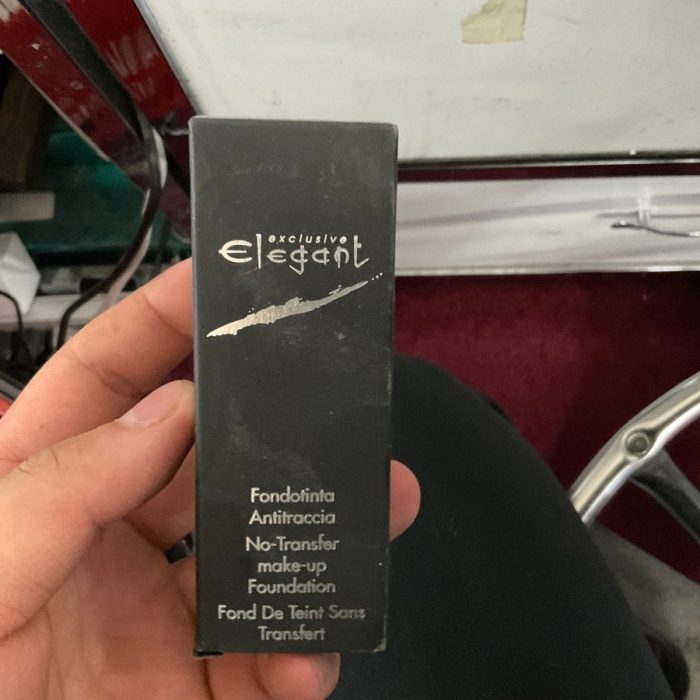 exclusive
Elegant
Fondotinta
Antitraccia
No-Transfer
make-up
Foundation
Fond De Teint Sans
Transfert